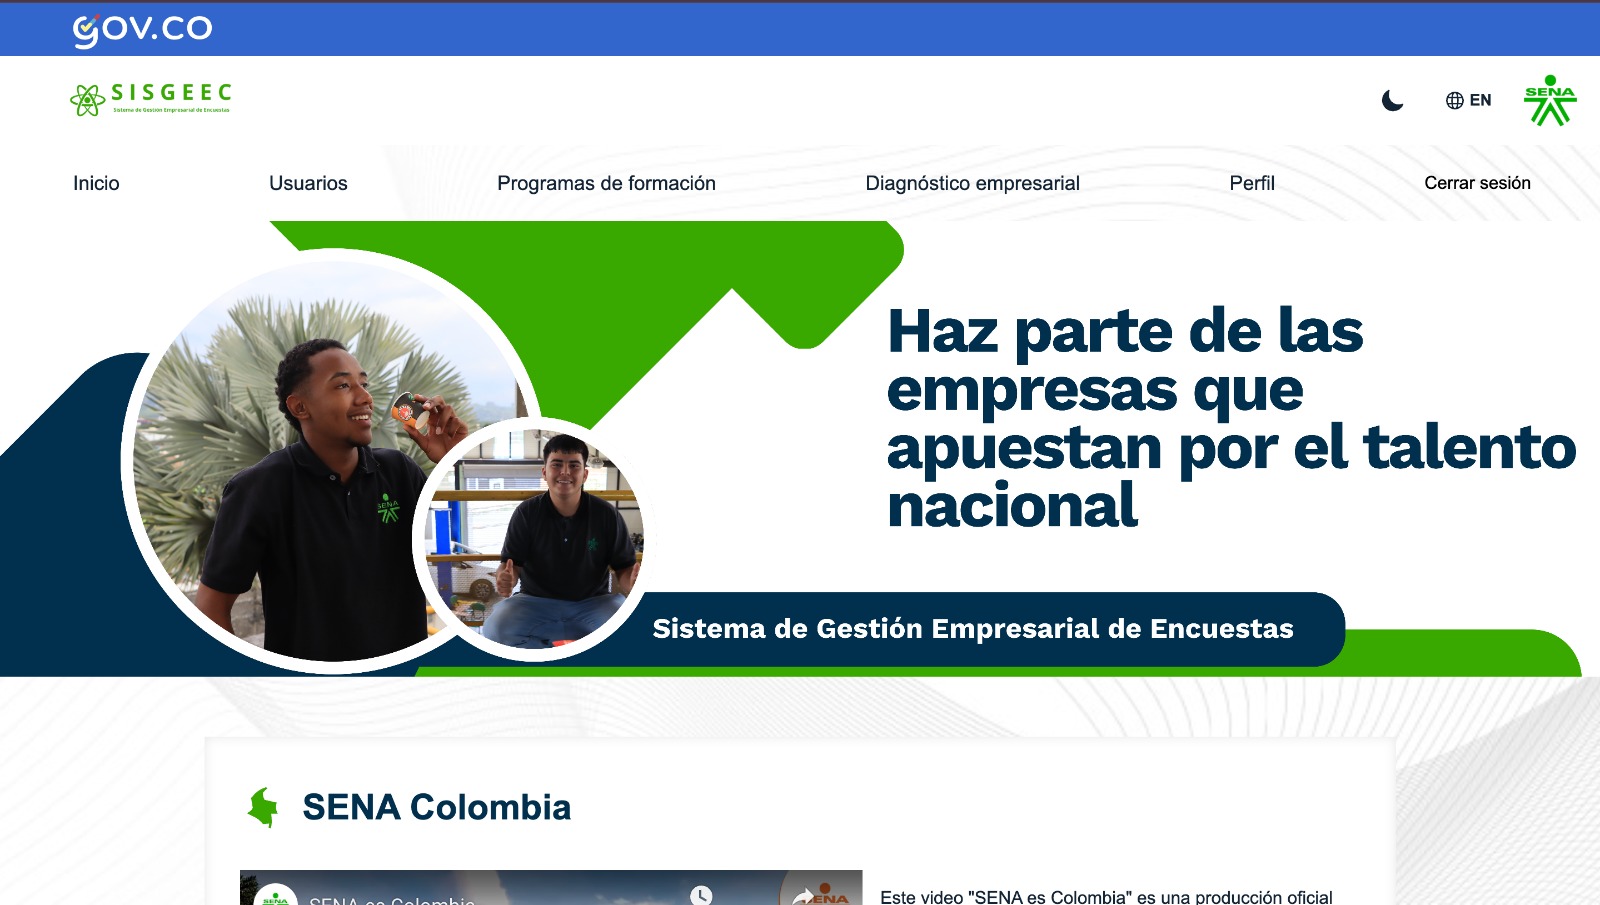 GOV.CO
SISGEEC
Sistema de Gestión Empresarial de Encuestas
EN
SENA
Inicio
Usuarios
Programas de formación
Diagnóstico empresarial
Perfil
Cerrar sesión
Haz parte de las
empresas que
apuestan por el talento
nacional
SENA
Sistema de Gestión Empresarial de Encuestas
SENA Colombia
SENA
SENA es Colombia
SENA
Este video "SENA es Colombia" es una producción oficial